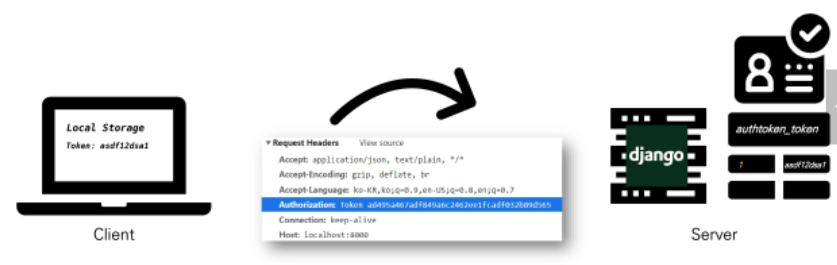 Local Storage
Token: asdf12dsa1
Client
▼ Request Headers View source
Accept: application/json, text/plain, */*
Accept-Encoding: gzip, deflate, br
Accept-Language: ko-KR,ko;q=0.9,en-US;q=0.8,en;q=0.7
Authorization: Token ad495a467adf849a6c2462ee1fcadf032b89d565
Connection: keep-alive
Host: localhost:8000
django
authtoken_token
1 asdf12dsa1
Server